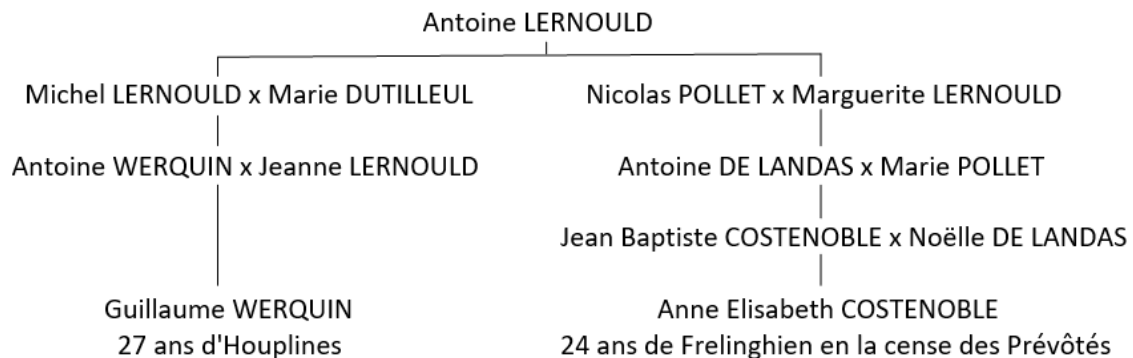 Antoine LERNOULD
Michel LERNOULD x Marie DUTILLEUL
Nicolas POLLET x Marguerite LERNOULD
Antoine WERQUIN x Jeanne LERNOULD
Antoine DE LANDAS x Marie POLLET
Jean Baptiste COSTENOBLE x Noëlle DE LANDAS
Guillaume WERQUIN
27 ans d'Houplines
Anne Elisabeth COSTENOBLE
24 ans de Frelinghien en la cense des Prévôtés